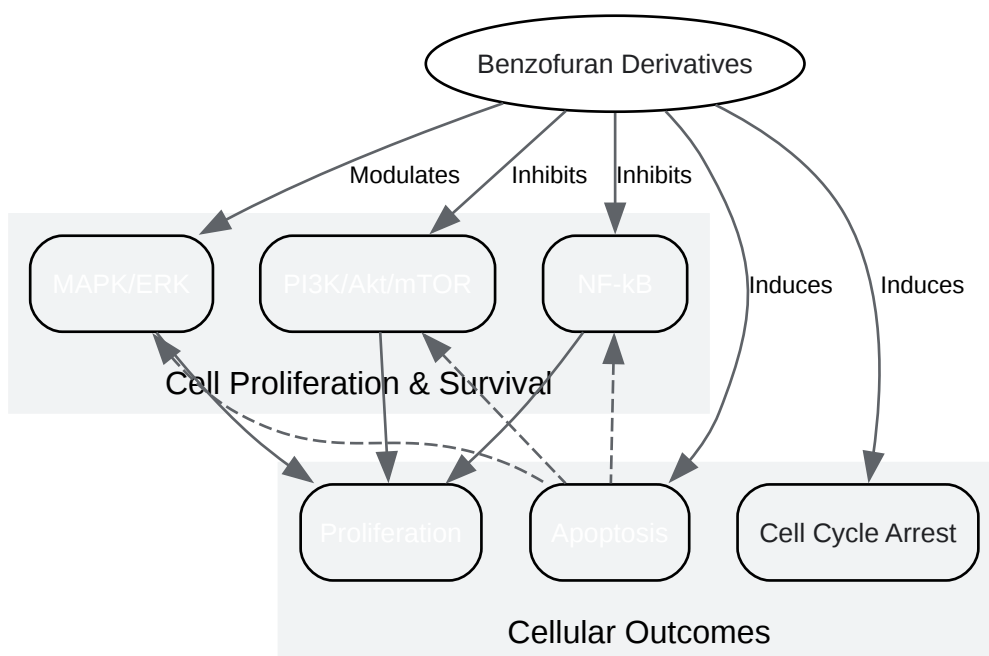 Benzofuran Derivatives
Modulates
Inhibits
Inhibits
MAPK/ERK
PI3K/Akt/mTOR
NF-kB
Induces
Induces
Cell Proliferation & Survival
Proliferation
Apoptosis
Cell Cycle Arrest
Cellular Outcomes